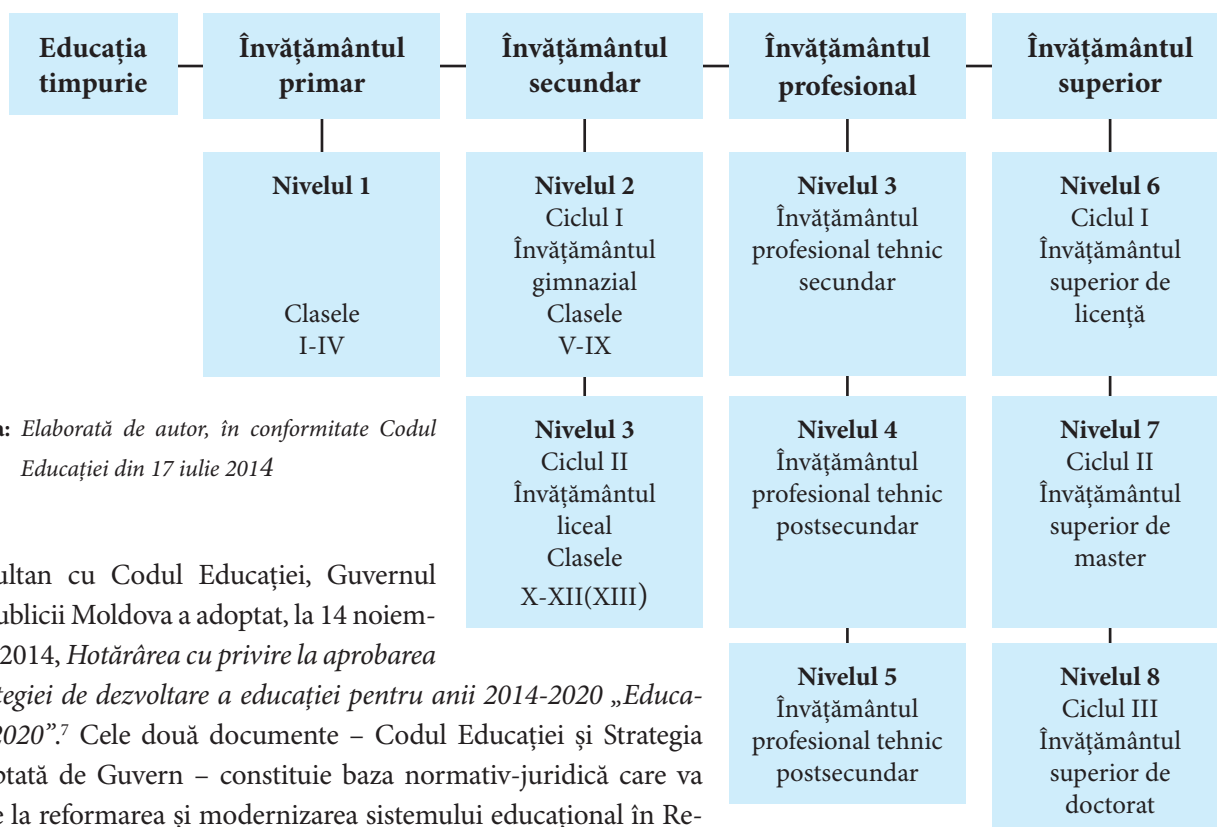 Educația
timpurie
Învățământul
primar
Învățământul
secundar
Învățământul
profesional
Învățământul
superior
Nivelul 1
Clasele
I-IV
Nivelul 2
Ciclul I
Învățământul
gimnazial
Clasele
V-IX
Nivelul 3
Învățământul
profesional tehnic
secundar
Nivelul 6
Ciclul I
Învățământul
superior de
licență
Nivelul 3
Ciclul II
Învățământul
liceal
Clasele
X-XII(XIII)
Nivelul 4
Învățământul
profesional tehnic
postsecundar
Nivelul 7
Ciclul II
Învățământul
superior de
master
Nivelul 5
Învățământul
profesional tehnic
postsecundar
Nivelul 8
Ciclul III
Învățământul
superior de
doctorat
Elaborată de autor, în conformitate Codul
Educației din 17 iulie 2014
ultan cu Codul Educației, Guvernul
ublicii Moldova a adoptat, la 14 noiem-
2014, Hotărârea cu privire la aprobarea
tegiei de dezvoltare a educației pentru anii 2014-2020 „Educa-
2020”.⁷ Cele două documente – Codul Educației și Strategia
ptată de Guvern – constituie baza normativ-juridică care va
e la reformarea și modernizarea sistemului educațional în Re-